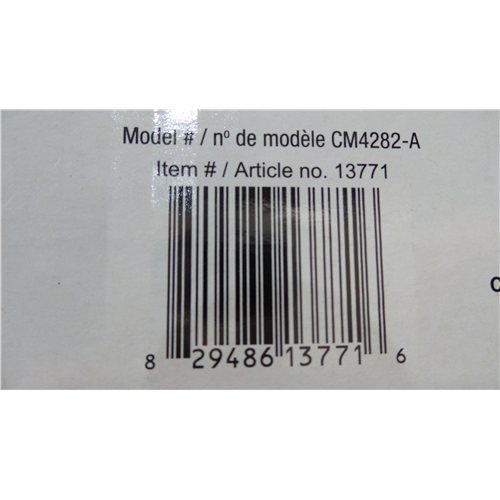 Model # / nº de modèle CM4282-A
Item # / Article no. 13771
8 29486 13771 6